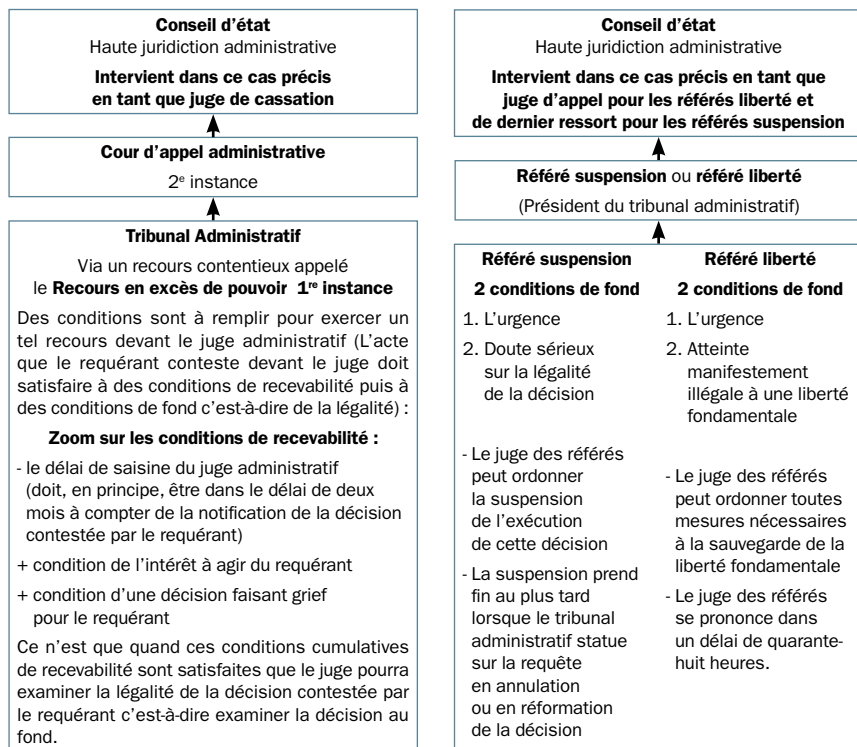 Conseil d'état
Haute juridiction administrative
Intervient dans ce cas précis
en tant que juge de cassation
Cour d'appel administrative
2e instance
Tribunal Administratif
Via un recours contentieux appelé
le Recours en excès de pouvoir 1re instance
Des conditions sont à remplir pour exercer un
tel recours devant le juge administratif (L'acte
que le requérant conteste devant le juge doit
satisfaire à des conditions de recevabilité puis à
des conditions de fond c'est-à-dire de la légalité) :
Zoom sur les conditions de recevabilité :
- le délai de saisine du juge administratif
(doit, en principe, être dans le délai de deux
mois à compter de la notification de la décision
contestée par le requérant)
+ condition de l'intérêt à agir du requérant
+ condition d'une décision faisant grief
pour le requérant
Ce n'est que quand ces conditions cumulatives
de recevabilité sont satisfaites que le juge pourra
examiner la légalité de la décision contestée par
le requérant c'est-à-dire examiner la décision au
fond.
Conseil d'état
Haute juridiction administrative
Intervient dans ce cas précis en tant que
juge d'appel pour les référés liberté et
de dernier ressort pour les référés suspension
Référé suspension ou référé liberté
(Président du tribunal administratif)
Référé suspension
2 conditions de fond
1. L'urgence
2. Doute sérieux
sur la légalité
de la décision
- Le juge des référés
peut ordonner
la suspension
de l'exécution
de cette décision
- La suspension prend
fin au plus tard
lorsque le tribunal
administratif statue
sur la requête
en annulation
ou en réformation
de la décision
Référé liberté
2 conditions de fond
1. L'urgence
2. Atteinte
manifestement
illégale à une liberté
fondamentale
- Le juge des référés
peut ordonner toutes
mesures nécessaires
à la sauvegarde de la
liberté fondamentale
- Le juge des référés
se prononce dans
un délai de quarante-
huit heures.